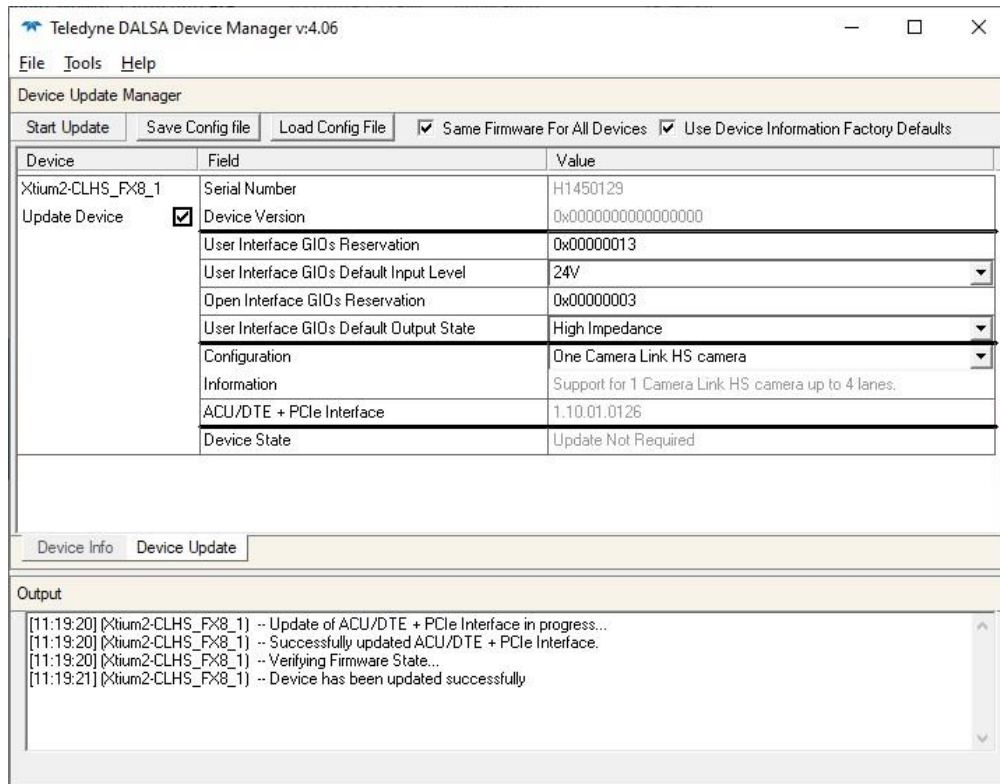 Teledyne DALSA Device Manager v:4.06
File Tools Help
Device Update Manager
Start Update Save Config file Load Config File Same Firmware For All Devices Use Device Information Factory Defaults
Device Field Value
Xtium2-CLHS_FX8_1 Serial Number H1450129
Update Device Device Version 0x0000000000000000
User Interface GIOs Reservation 0x00000013
User Interface GIOs Default Input Level 24V
Open Interface GIOs Reservation 0x00000003
User Interface GIOs Default Output State High Impedance
Configuration One Camera Link HS camera
Information Support for 1 Camera Link HS camera up to 4 lanes.
ACU/DTE + PCIe Interface 1.10.01.0126
Device State Update Not Required
Device Info Device Update
Output
[11:19:20] (Xtium2-CLHS_FX8_1) -- Update of ACU/DTE + PCIe Interface in progress...
[11:19:20] (Xtium2-CLHS_FX8_1) -- Successfully updated ACU/DTE + PCIe Interface.
[11:19:20] (Xtium2-CLHS_FX8_1) -- Verifying Firmware State...
[11:19:21] (Xtium2-CLHS_FX8_1) -- Device has been updated successfully